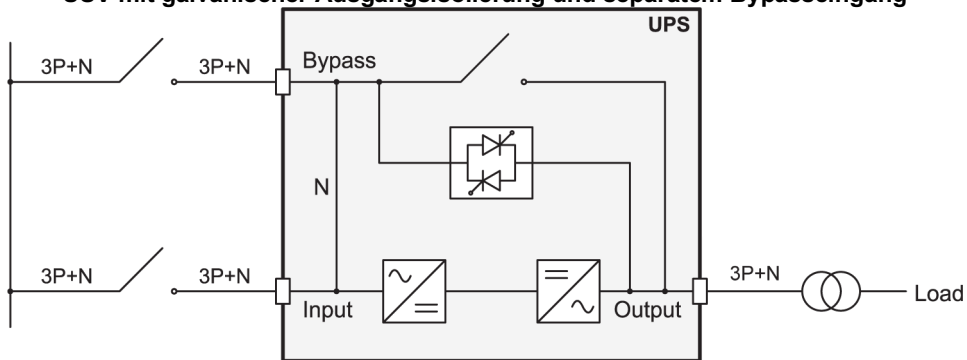 USV mit galvanischer Ausgangsisolierung und separatem Bypasseingang
UPS
3P+N
3P+N
Bypass
N
3P+N
3P+N
Input
Output
3P+N
Load